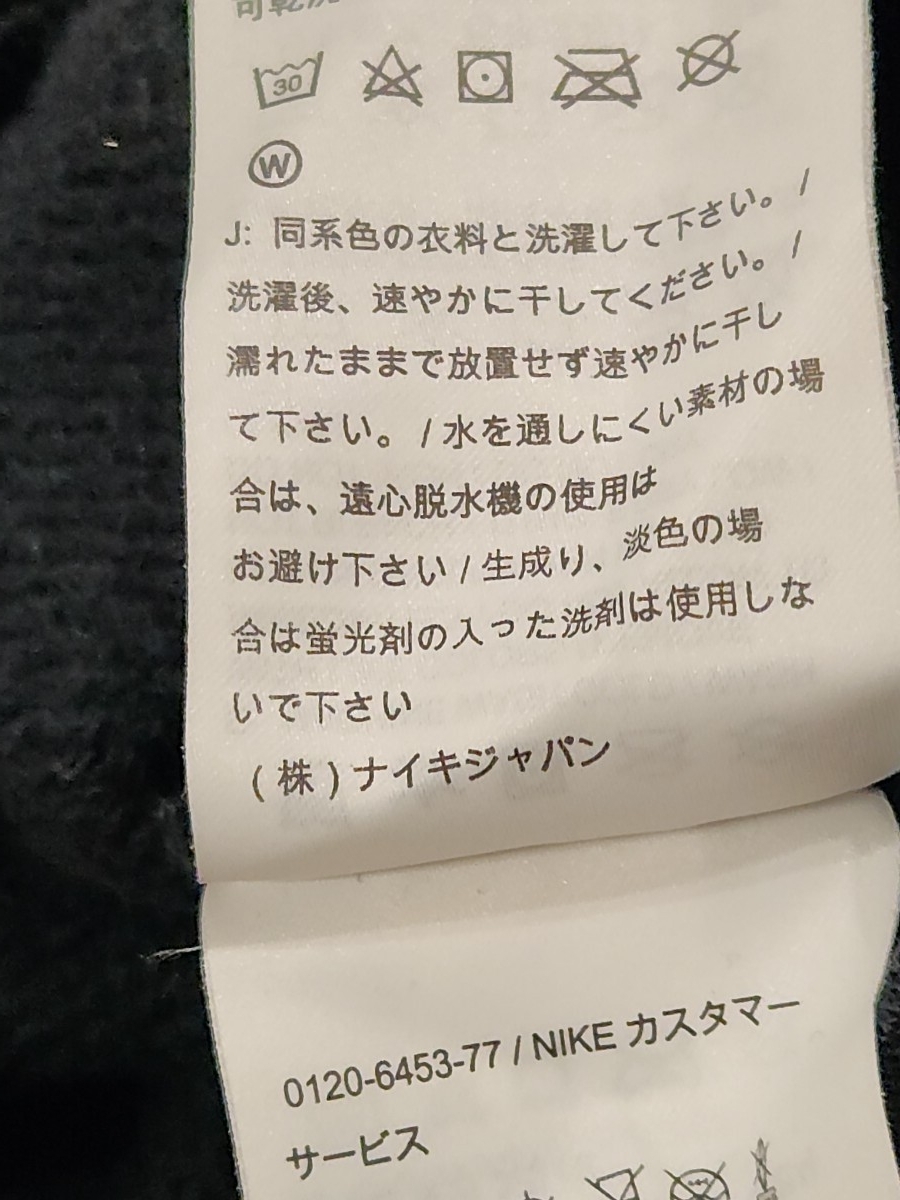 可乾洗
30
W
J: 同系色の衣料と洗濯して下さい。/
洗濯後、速やかに干してください。/
濡れたままで放置せず速やかに干し
て下さい。/ 水を通しにくい素材の場
合は、遠心脱水機の使用は
お避け下さい / 生成り、淡色の場
合は蛍光剤の入った洗剤は使用しな
いで下さい
(株)ナイキジャパン
0120-6453-77 / NIKE カスタマー
サービス